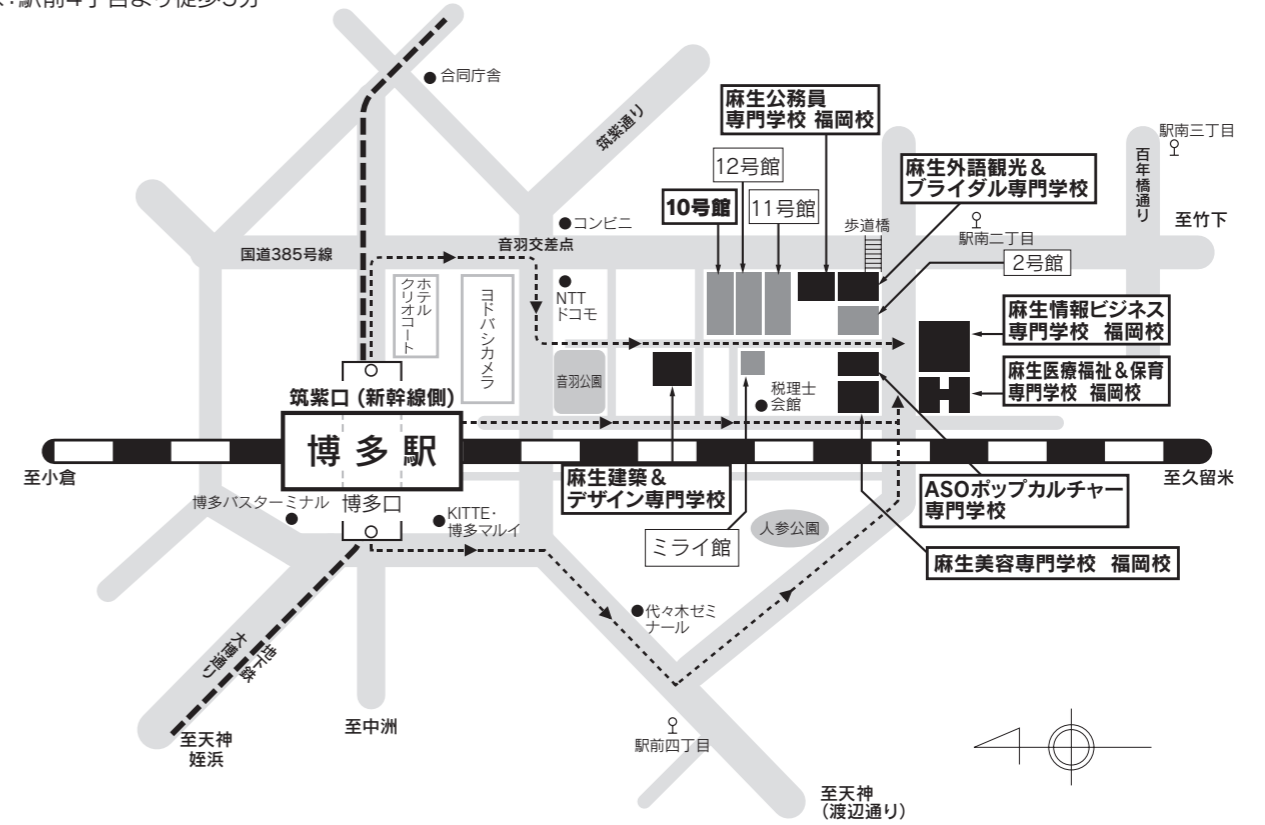 ：駅前4丁目より徒歩5分
合同庁舎
筑紫通り
麻生公務員
専門学校 福岡校
駅南三丁目
百年橋通り
12号館
麻生外語観光＆
ブライダル専門学校
10号館
11号館
コンビニ
歩道橋
駅南二丁目
至竹下
国道385号線
音羽交差点
2号館
ホテル
クリオコート
ヨドバシカメラ
NTT
ドコモ
麻生情報ビジネス
専門学校 福岡校
音羽公園
税理士
会館
麻生医療福祉＆保育
専門学校 福岡校
筑紫口（新幹線側）
博多駅
至小倉
至久留米
麻生建築＆
デザイン専門学校
ASOポップカルチャー
専門学校
博多バスターミナル
博多口
KITTE・
博多マルイ
人参公園
ミライ館
麻生美容専門学校 福岡校
代々木ゼミ
ナール
地下鉄
大博通り
至中洲
至天神
姪浜
駅前四丁目
至天神
（渡辺通り）